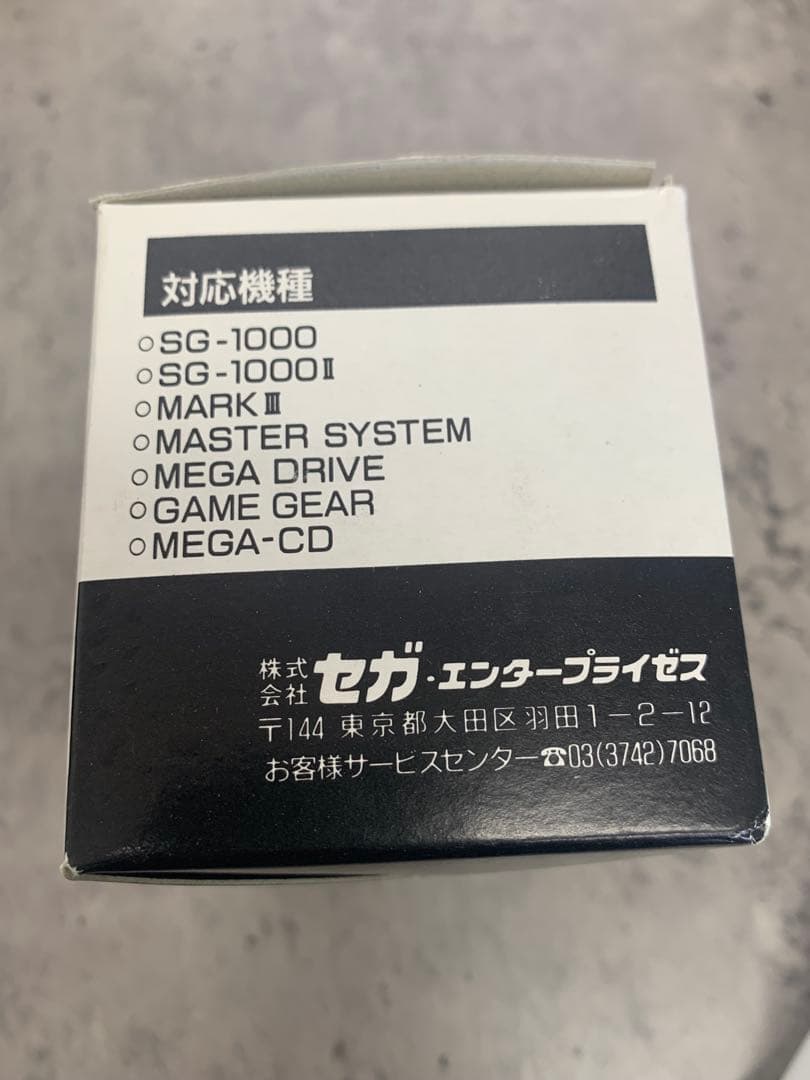 対応機種
○SG-1000
○SG-1000Ⅱ
○MARKⅢ
○MASTER SYSTEM
○MEGA DRIVE
○GAME GEAR
○MEGA-CD
株式会社 セガ・エンタープライゼス
〒144 東京都大田区羽田1-2-12
お客様サービスセンター☎03(3742)7068